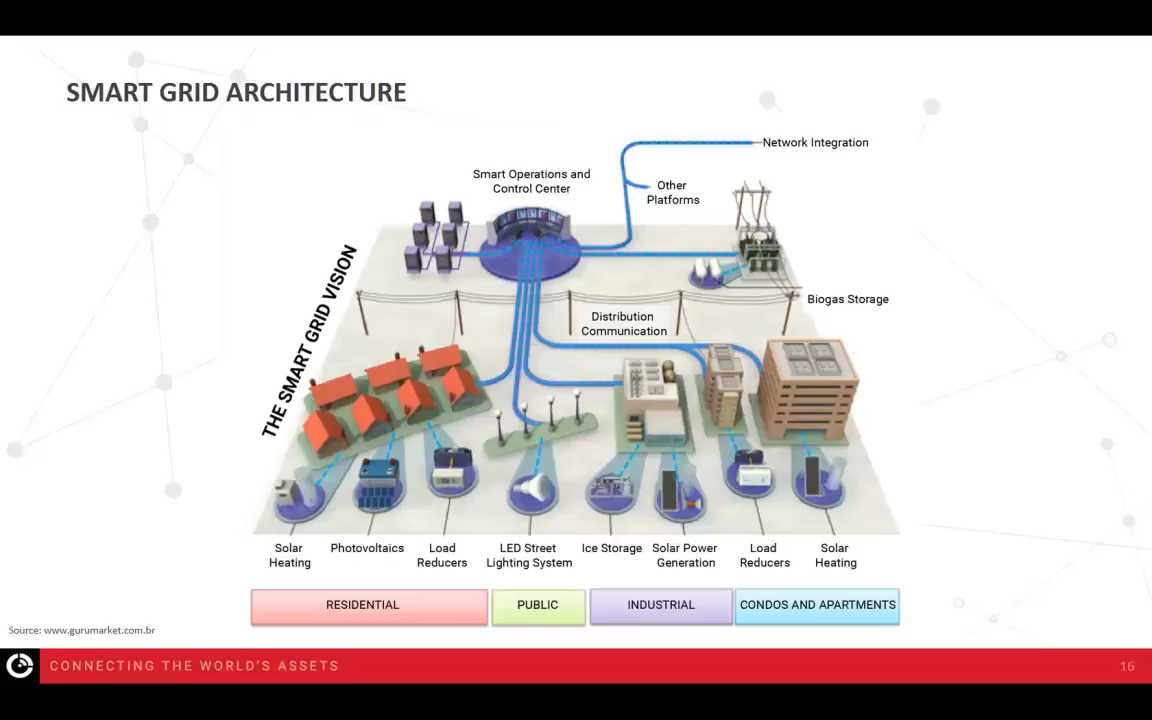 SMART GRID ARCHITECTURE
Network Integration
Smart Operations and
Control Center
Other
Platforms
THE SMART GRID VISION
Biogas Storage
Distribution
Communication
Solar
Heating
Photovoltaics
Load
Reducers
LED Street
Lighting System
Ice Storage
Solar Power
Generation
Load
Reducers
Solar
Heating
RESIDENTIAL
PUBLIC
INDUSTRIAL
CONDOS AND APARTMENTS
Source: www.gurumarket.com.br
CONNECTING THE WORLD'S ASSETS
16